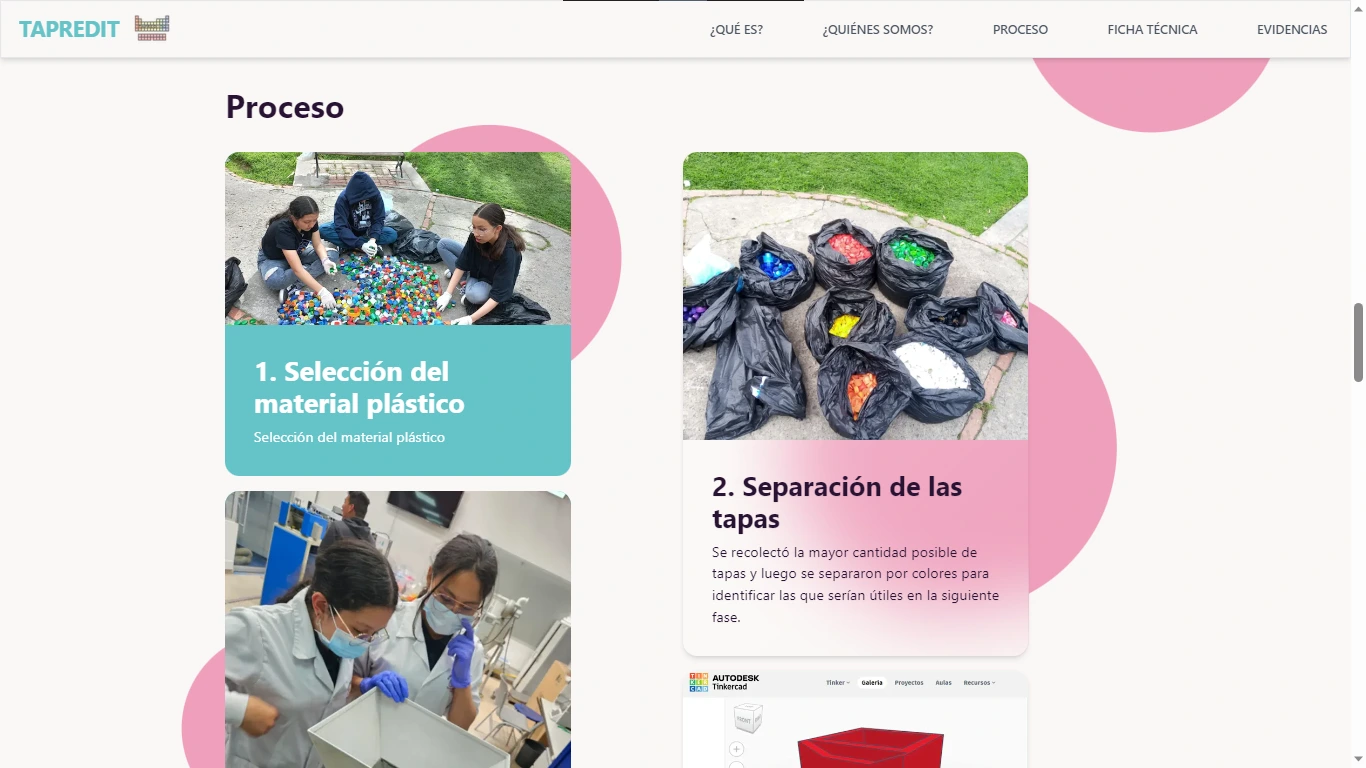 TAPREDIT
¿QUÉ ES?
¿QUIÉNES SOMOS?
PROCESO
FICHA TÉCNICA
EVIDENCIAS
Proceso
1. Selección del
material plástico
Selección del material plástico
2. Separación de las
tapas
Se recolectó la mayor cantidad posible de
tapas y luego se separaron por colores para
identificar las que serían útiles en la siguiente
fase.
TIN
KER
CAD
AUTODESK
Tinkercad
Tinker
Galería
Proyectos
Aulas
Recursos
FRONT